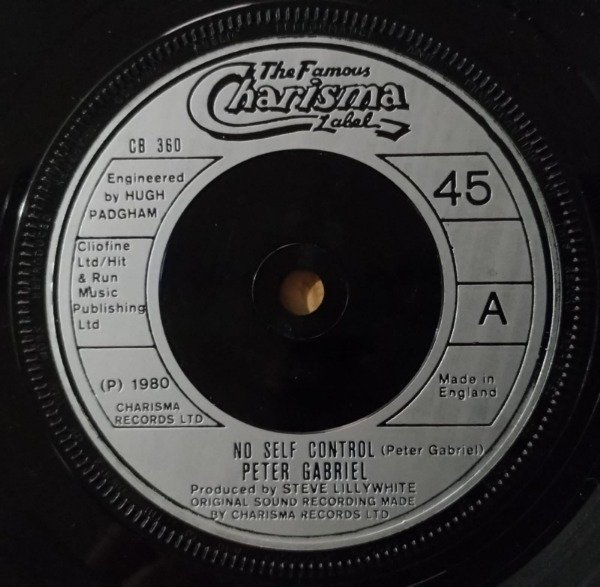 The Famous
Charisma
Label
CB 360
Engineered
by HUGH
PADGHAM
45
Cliofine
Ltd/Hit
& Run
Music
Publishing
Ltd
A
(P) 1980
CHARISMA
RECORDS LTD
Made in
England
NO SELF CONTROL (Peter Gabriel)
PETER GABRIEL
Produced by STEVE LILLYWHITE
ORIGINAL SOUND RECORDING MADE
BY CHARISMA RECORDS LTD